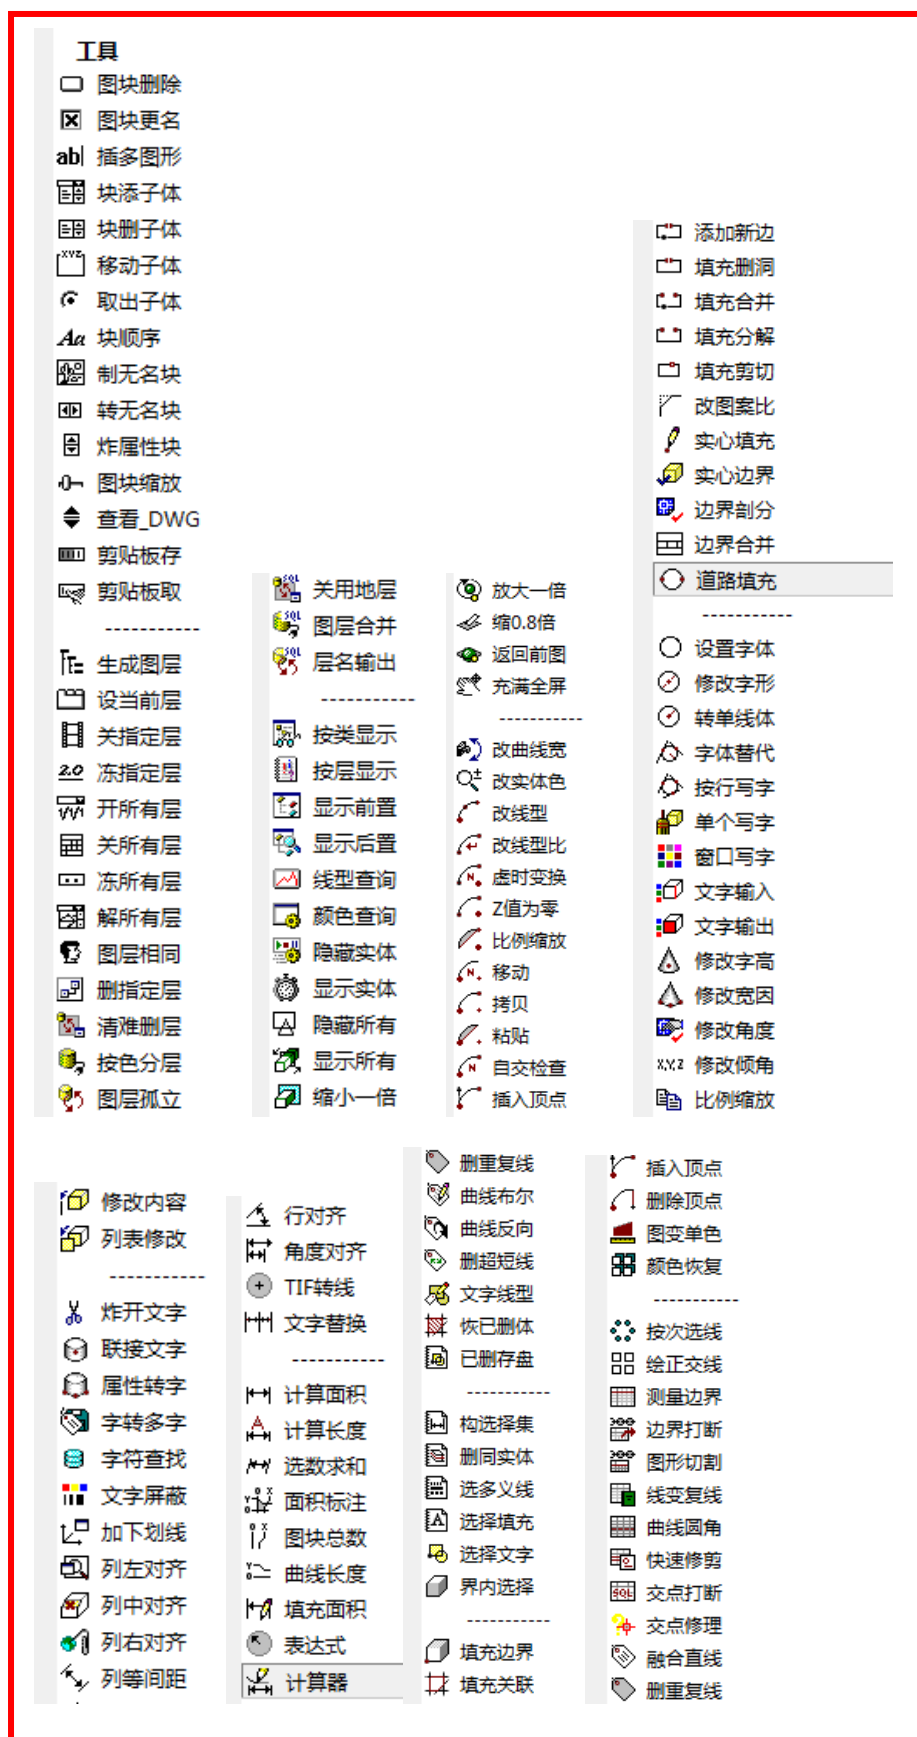 工具
图块删除
图块更名
插多图形
块添子体
块删子体
移动子体
取出子体
块顺序
制无名块
转无名块
炸属性块
图块缩放
查看_DWG
剪贴板存
剪贴板取
-----------
生成图层
设当前层
关指定层
冻指定层
开所有层
关所有层
冻所有层
解所有层
图层相同
删指定层
清难删层
按色分层
图层孤立
关用地层
图层合并
层名输出
-----------
按类显示
按层显示
显示前置
显示后置
线型查询
颜色查询
隐藏实体
显示实体
隐藏所有
显示所有
缩小一倍
放大一倍
缩0.8倍
返回前图
充满全屏
-----------
改曲线宽
改实体色
改线型
改线型比
虚时变换
Z值为零
比例缩放
移动
拷贝
粘贴
自交检查
插入顶点
添加新边
填充删洞
填充合并
填充分解
填充剪切
改图案比
实心填充
实心边界
边界剖分
边界合并
道路填充
-----------
设置字体
修改字形
转单线体
字体替代
按行写字
单个写字
窗口写字
文字输入
文字输出
修改字高
修改宽因
修改角度
修改倾角
比例缩放
修改内容
列表修改
-----------
炸开文字
联接文字
属性转字
字转多字
字符查找
文字屏蔽
加下划线
列左对齐
列中对齐
列右对齐
列等间距
行对齐
角度对齐
TIF转线
文字替换
-----------
计算面积
计算长度
选数求和
面积标注
图块总数
曲线长度
填充面积
表达式
计算器
删重复线
曲线布尔
曲线反向
删超短线
文字线型
恢已删体
已删存盘
-----------
构选择集
删同实体
选多义线
选择填充
选择文字
界内选择
-----------
填充边界
填充关联
插入顶点
删除顶点
图变单色
颜色恢复
-----------
按次选线
绘正交线
测量边界
边界打断
图形切割
线变复线
曲线圆角
快速修剪
交点打断
交点修理
融合直线
删重复线